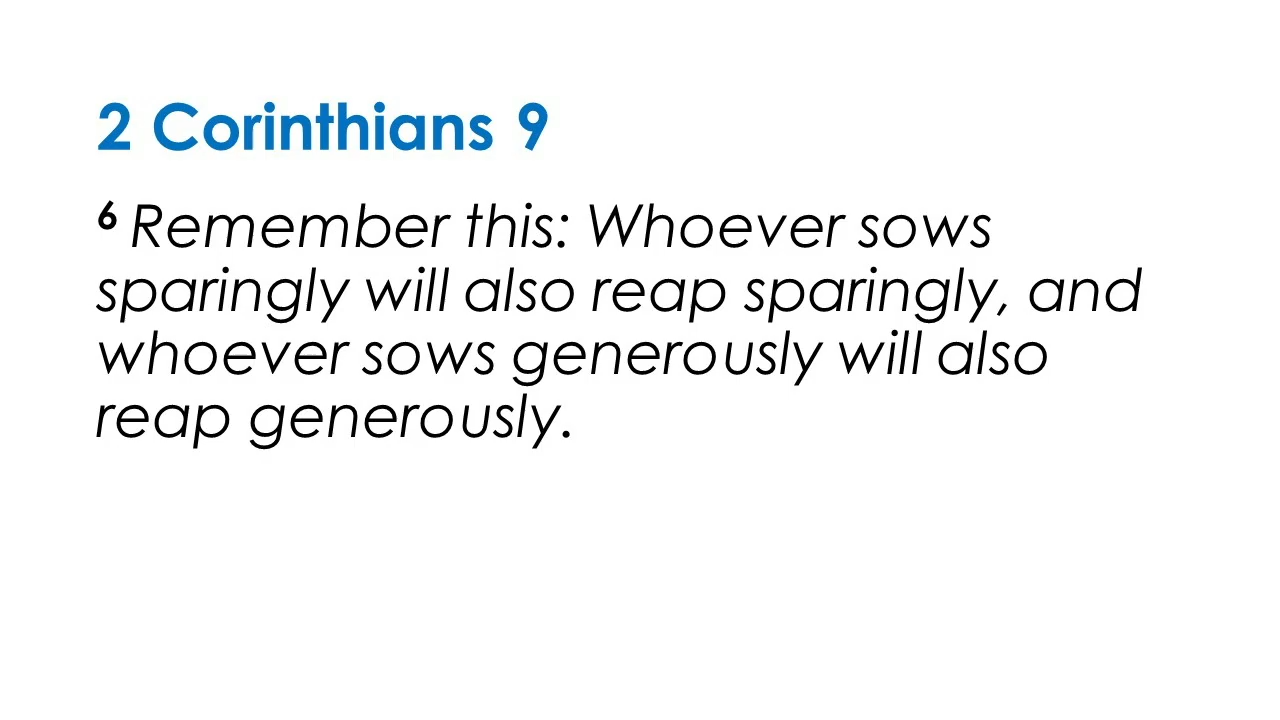 2 Corinthians 9
6 Remember this: Whoever sows
sparingly will also reap sparingly, and
whoever sows generously will also
reap generously.